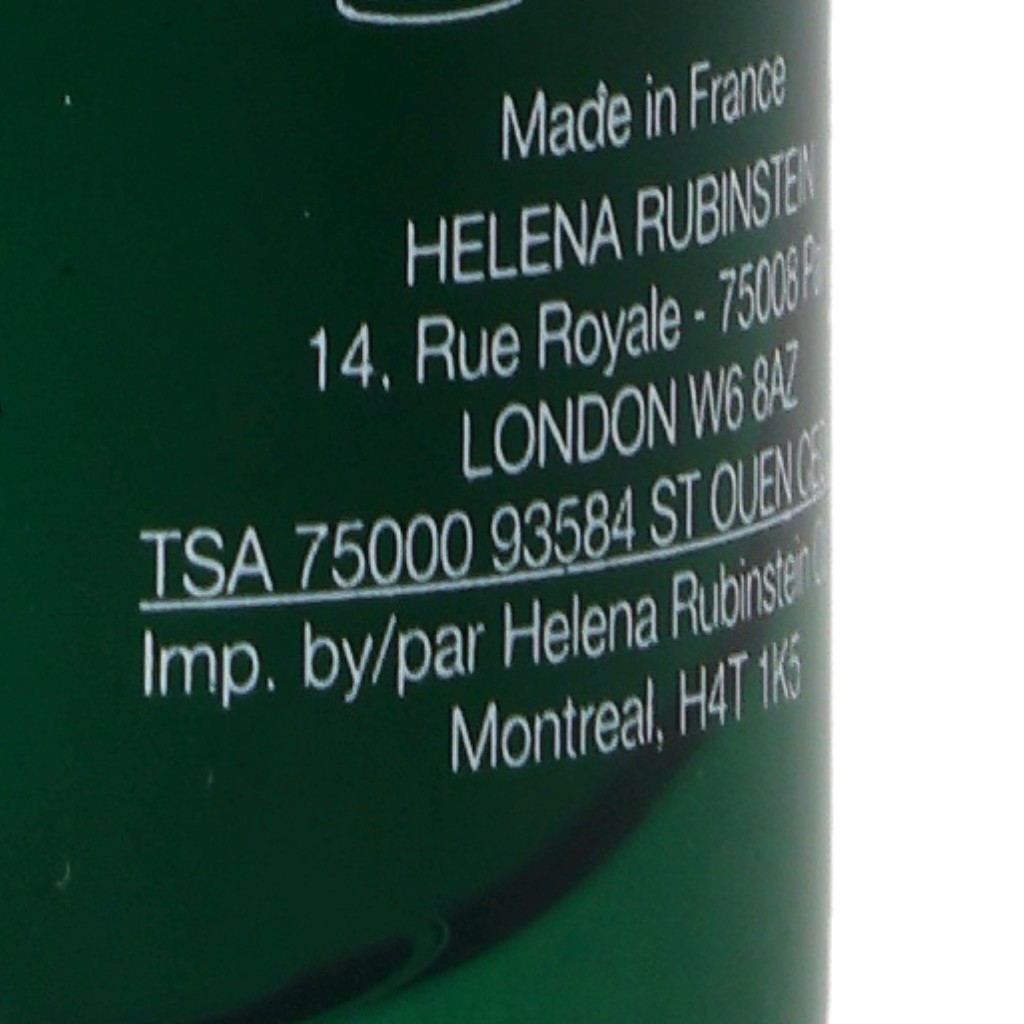 Made in France
HELENA RUBINSTEIN
14, Rue Royale - 75008
LONDON W6 8AZ
TSA 75000 93584 ST OUEN
Imp. by/par Helena Rubinstein
Montreal, H4T 1K5